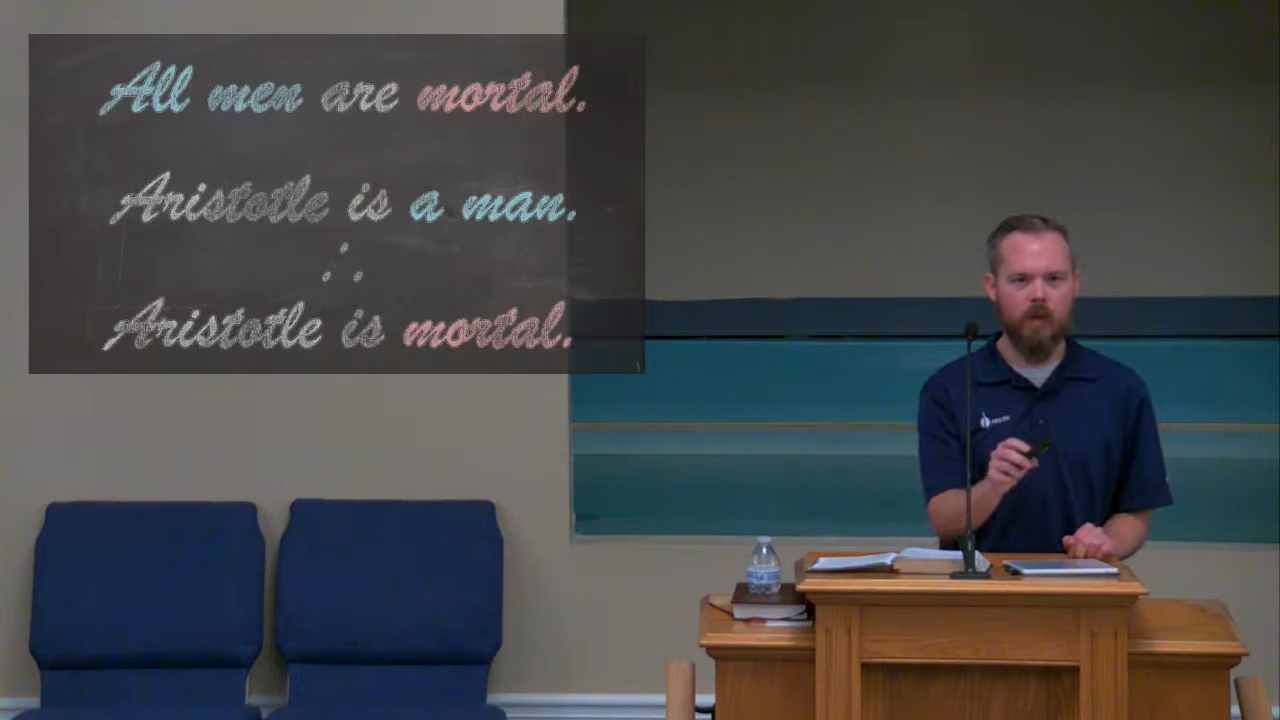 All men are mortal.
Aristotle is a man.
∴
Aristotle is mortal.